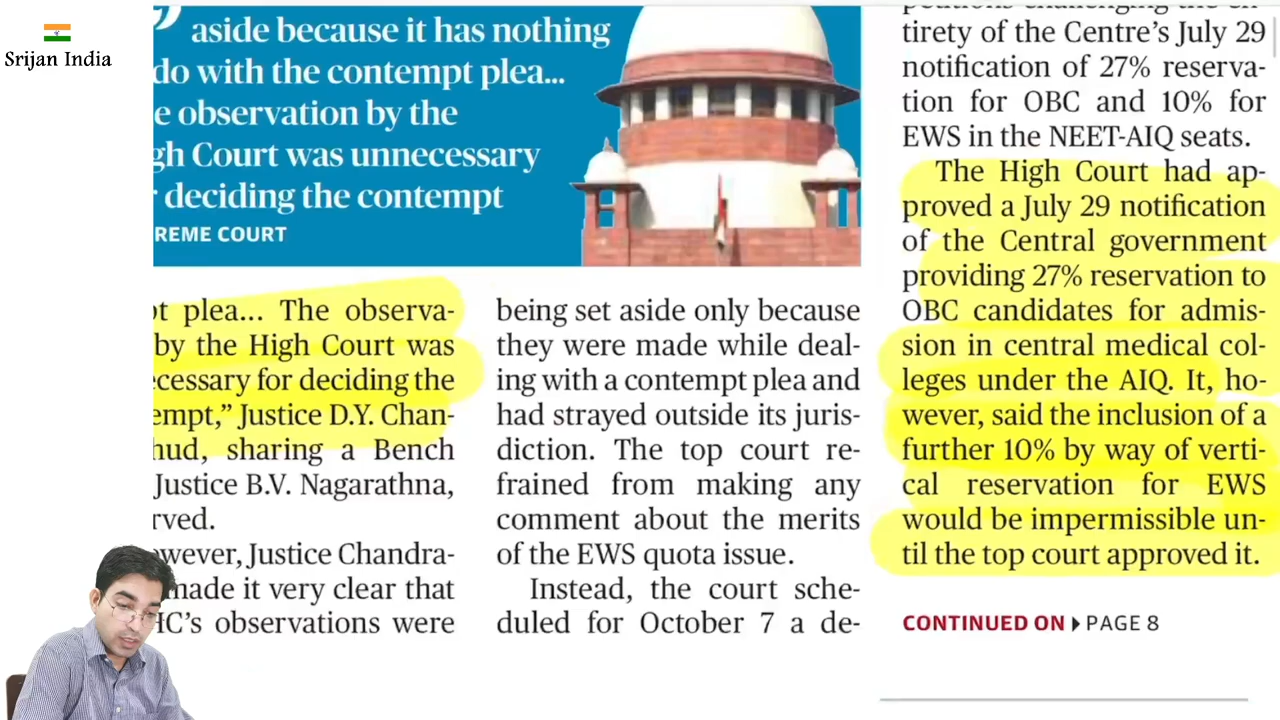 Srijan India
aside because it has nothing
do with the contempt plea...
e observation by the
gh Court was unnecessary
r deciding the contempt
REME COURT
pt plea... The observa-
by the High Court was
ecessary for deciding the
empt,” Justice D.Y. Chan-
hud, sharing a Bench
Justice B.V. Nagarathna,
rved.
owever, Justice Chandra-
made it very clear that
HC’s observations were
being set aside only because
they were made while deal-
ing with a contempt plea and
had strayed outside its juris-
diction. The top court re-
frained from making any
comment about the merits
of the EWS quota issue.
Instead, the court sche-
duled for October 7 a de-
petitions challenging the en-
tirety of the Centre’s July 29
notification of 27% reserva-
tion for OBC and 10% for
EWS in the NEET-AIQ seats.
The High Court had ap-
proved a July 29 notification
of the Central government
providing 27% reservation to
OBC candidates for admis-
sion in central medical col-
leges under the AIQ. It, ho-
wever, said the inclusion of a
further 10% by way of verti-
cal reservation for EWS
would be impermissible un-
til the top court approved it.
CONTINUED ON PAGE 8